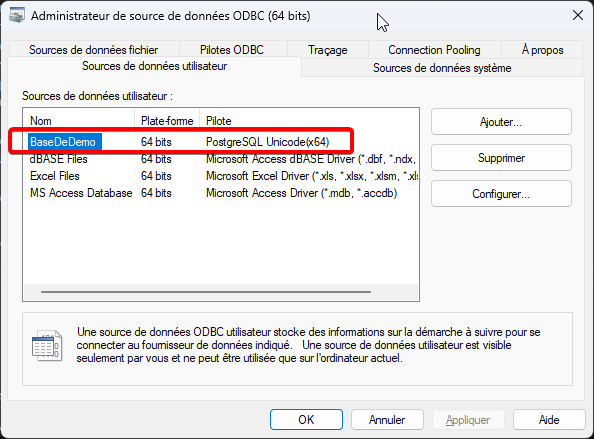 Administrateur de source de données ODBC (64 bits)
Sources de données fichier Pilotes ODBC Traçage Connection Pooling À propos
Sources de données utilisateur Sources de données système
Sources de données utilisateur :
Nom Plate-forme Pilote
BaseDeDemo 64 bits PostgreSQL Unicode(x64)
dBASE Files 64 bits Microsoft Access dBASE Driver (*.dbf, *.ndx,
Excel Files 64 bits Microsoft Excel Driver (*.xls, *.xlsx, *.xlsm, *.xls
MS Access Database 64 bits Microsoft Access Driver (*.mdb, *.accdb)
Ajouter...
Supprimer
Configurer...
Une source de données ODBC utilisateur stocke des informations sur la démarche à suivre pour se
connecter au fournisseur de données indiqué. Une source de données utilisateur est visible
seulement par vous et ne peut être utilisée que sur l'ordinateur actuel.
OK Annuler Appliquer Aide